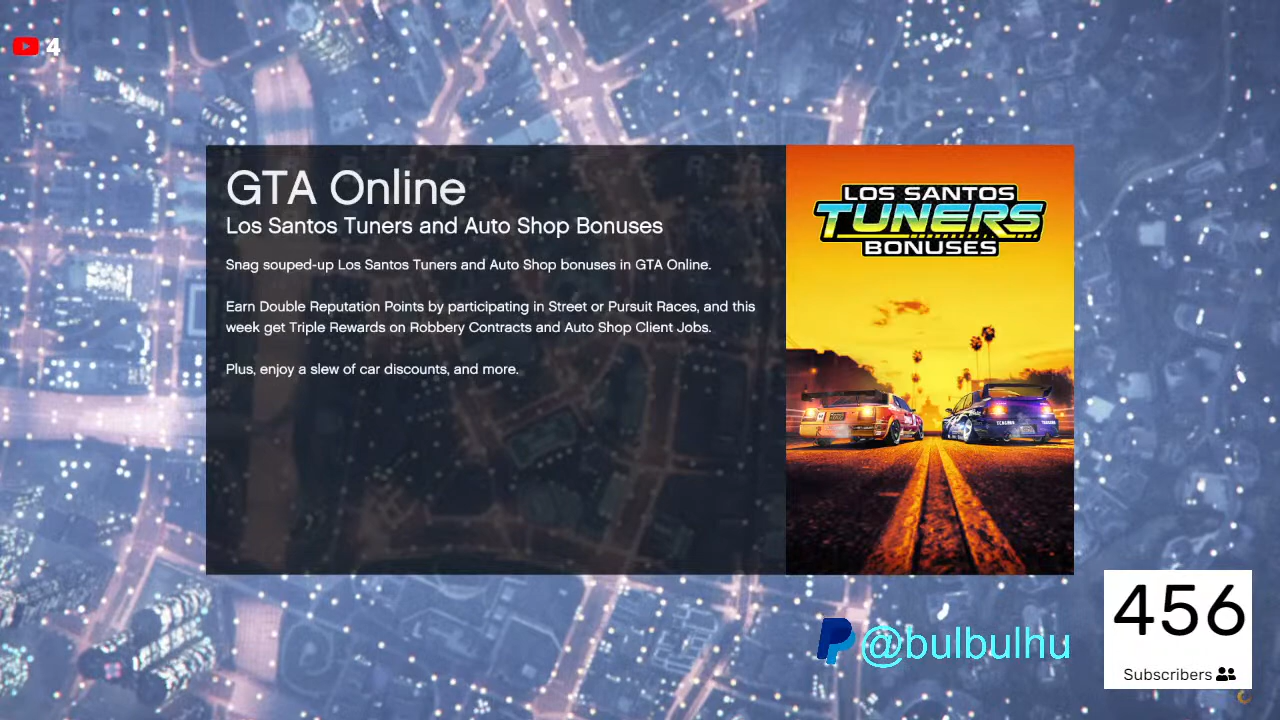 4
GTA Online
Los Santos Tuners and Auto Shop Bonuses
Snag souped-up Los Santos Tuners and Auto Shop bonuses in GTA Online.
Earn Double Reputation Points by participating in Street or Pursuit Races, and this
week get Triple Rewards on Robbery Contracts and Auto Shop Client Jobs.
Plus, enjoy a slew of car discounts, and more.
LOS SANTOS
TUNERS
BONUSES
@bulbulhu
456
Subscribers